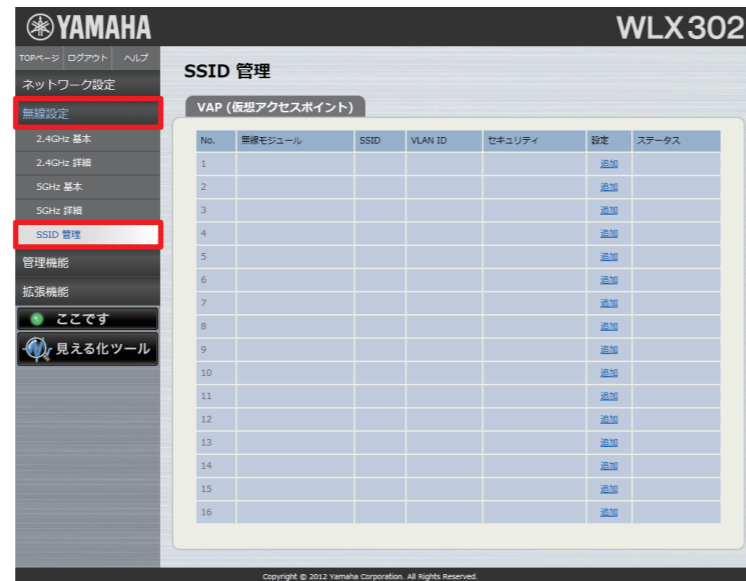 YAMAHA
WLX302
TOPページ ログアウト ヘルプ
ネットワーク設定
無線設定
2.4GHz 基本
2.4GHz 詳細
5GHz 基本
5GHz 詳細
SSID 管理
管理機能
拡張機能
ここです
見える化ツール
SSID 管理
VAP (仮想アクセスポイント)
No. 無線モジュール SSID VLAN ID セキュリティ 設定 ステータス
1 追加
2 追加
3 追加
4 追加
5 追加
6 追加
7 追加
8 追加
9 追加
10 追加
11 追加
12 追加
13 追加
14 追加
15 追加
16 追加
Copyright © 2012 Yamaha Corporation. All Rights Reserved.